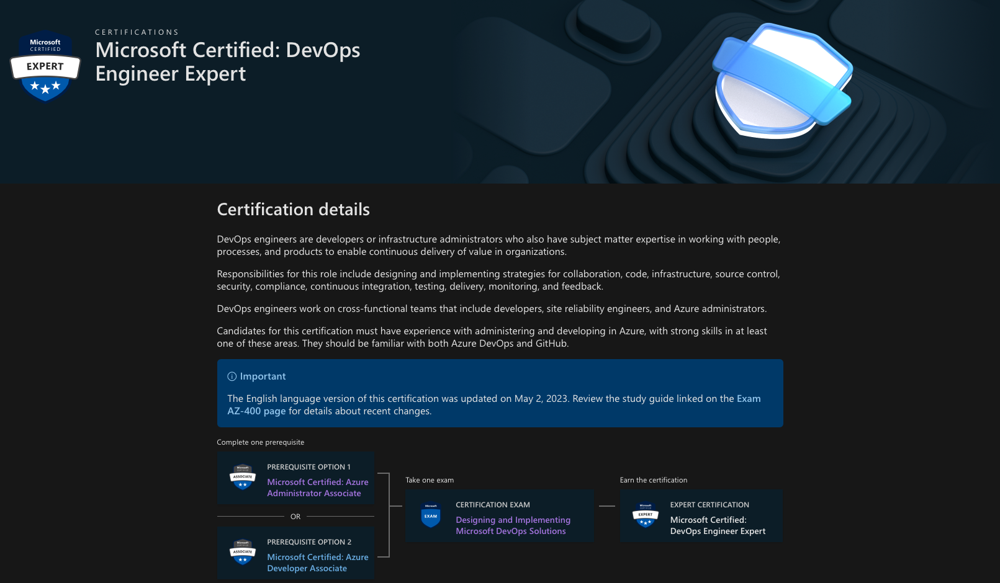 Microsoft
CERTIFIED
EXPERT
CERTIFICATIONS
Microsoft Certified: DevOps
Engineer Expert
Certification details
DevOps engineers are developers or infrastructure administrators who also have subject matter expertise in working with people,
processes, and products to enable continuous delivery of value in organizations.
Responsibilities for this role include designing and implementing strategies for collaboration, code, infrastructure, source control,
security, compliance, continuous integration, testing, delivery, monitoring, and feedback.
DevOps engineers work on cross-functional teams that include developers, site reliability engineers, and Azure administrators.
Candidates for this certification must have experience with administering and developing in Azure, with strong skills in at least
one of these areas. They should be familiar with both Azure DevOps and GitHub.
Important
The English language version of this certification was updated on May 2, 2023. Review the study guide linked on the Exam
AZ-400 page for details about recent changes.
Complete one prerequisite
Microsoft
CERTIFIED
ASSOCIATE
PREREQUISITE OPTION 1
Microsoft Certified: Azure
Administrator Associate
OR
Microsoft
CERTIFIED
ASSOCIATE
PREREQUISITE OPTION 2
Microsoft Certified: Azure
Developer Associate
Take one exam
Microsoft
EXAM
CERTIFICATION EXAM
Designing and Implementing
Microsoft DevOps Solutions
Earn the certification
Microsoft
CERTIFIED
EXPERT
EXPERT CERTIFICATION
Microsoft Certified:
DevOps Engineer Expert